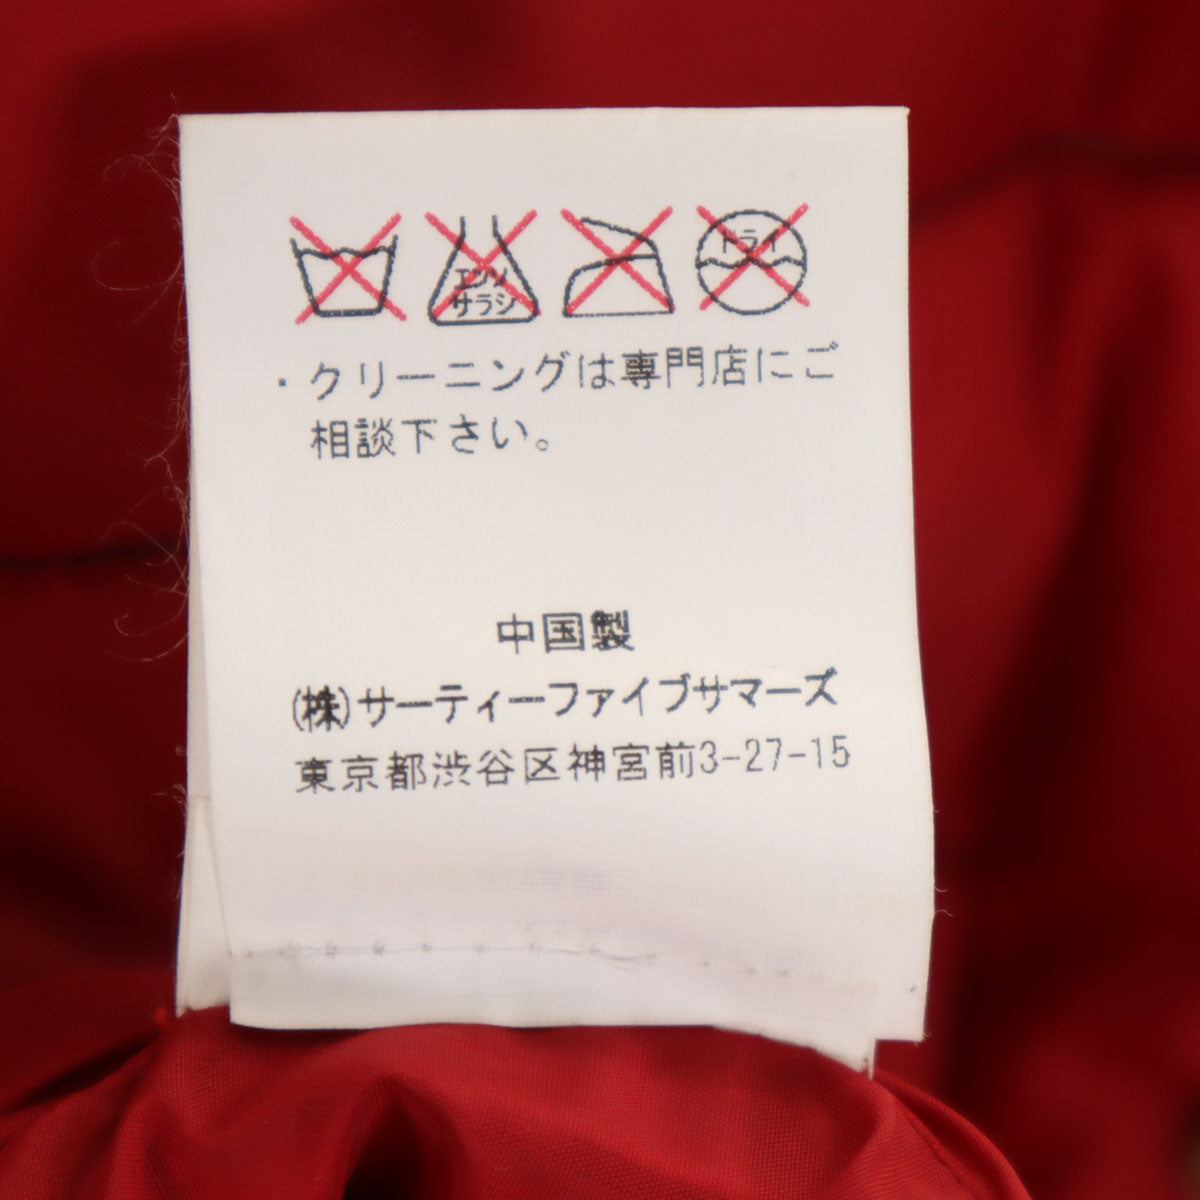 エンソ
サラシ
ドライ
・クリーニングは専門店にご
相談下さい。
中国製
(株)サーティーファイブサマーズ
東京都渋谷区神宮前3-27-15